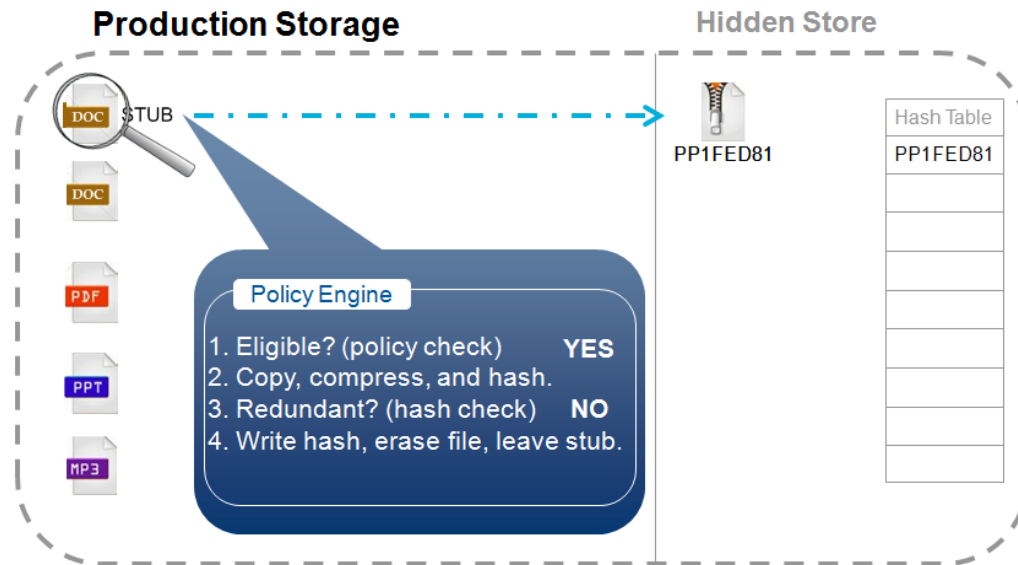 Production Storage
Hidden Store
DOC
STUB
DOC
PDF
PPT
MP3
PP1FED81
Hash Table
PP1FED81
Policy Engine
1. Eligible? (policy check) YES
2. Copy, compress, and hash.
3. Redundant? (hash check) NO
4. Write hash, erase file, leave stub.